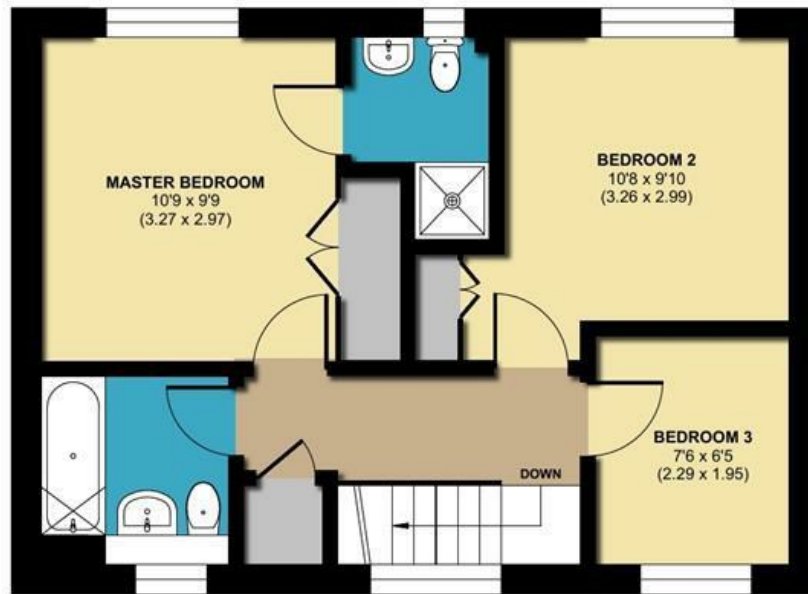 MASTER BEDROOM
10'9 x 9'9
(3.27 x 2.97)
BEDROOM 2
10'8 x 9'10
(3.26 x 2.99)
BEDROOM 3
7'6 x 6'5
(2.29 x 1.95)
DOWN